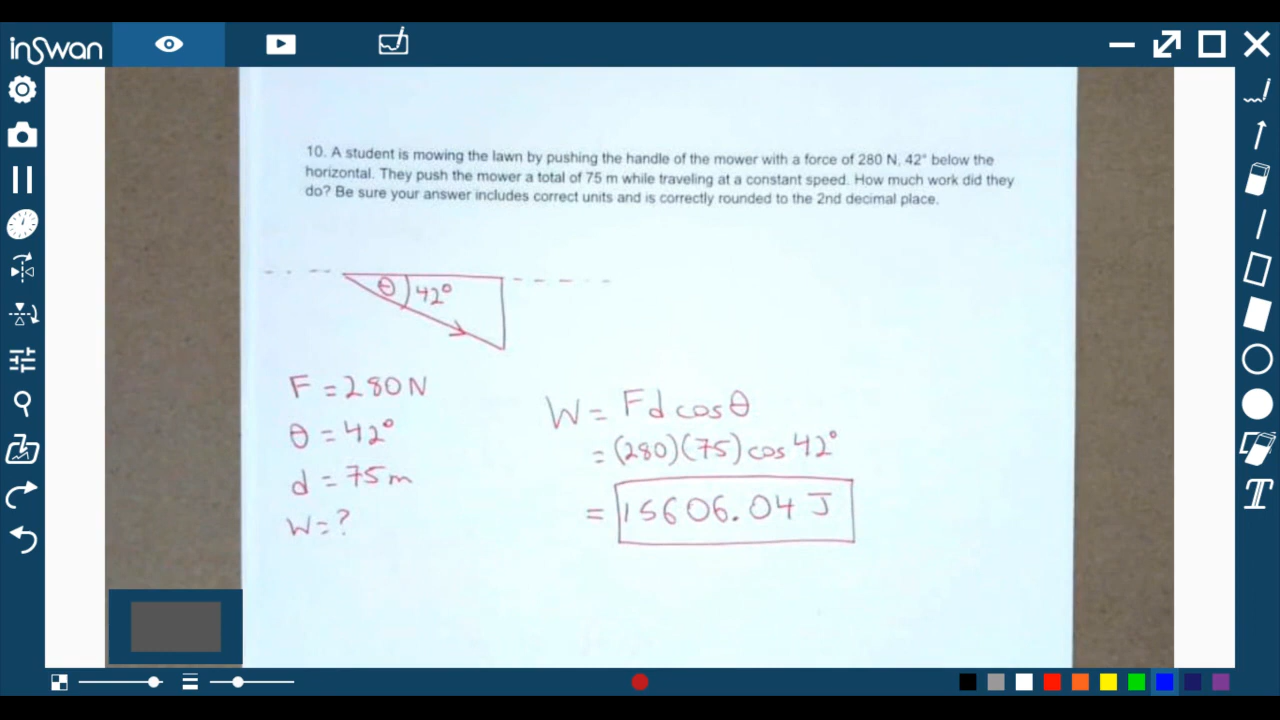 inSwan
10. A student is mowing the lawn by pushing the handle of the mower with a force of 280 N, 42° below the
horizontal. They push the mower a total of 75 m while traveling at a constant speed. How much work did they
do? Be sure your answer includes correct units and is correctly rounded to the 2nd decimal place.
θ 42°
F = 280 N
θ = 42°
d = 75 m
W = ?
W = Fd cos θ
= (280)(75) cos 42°
= 15606.04 J
T